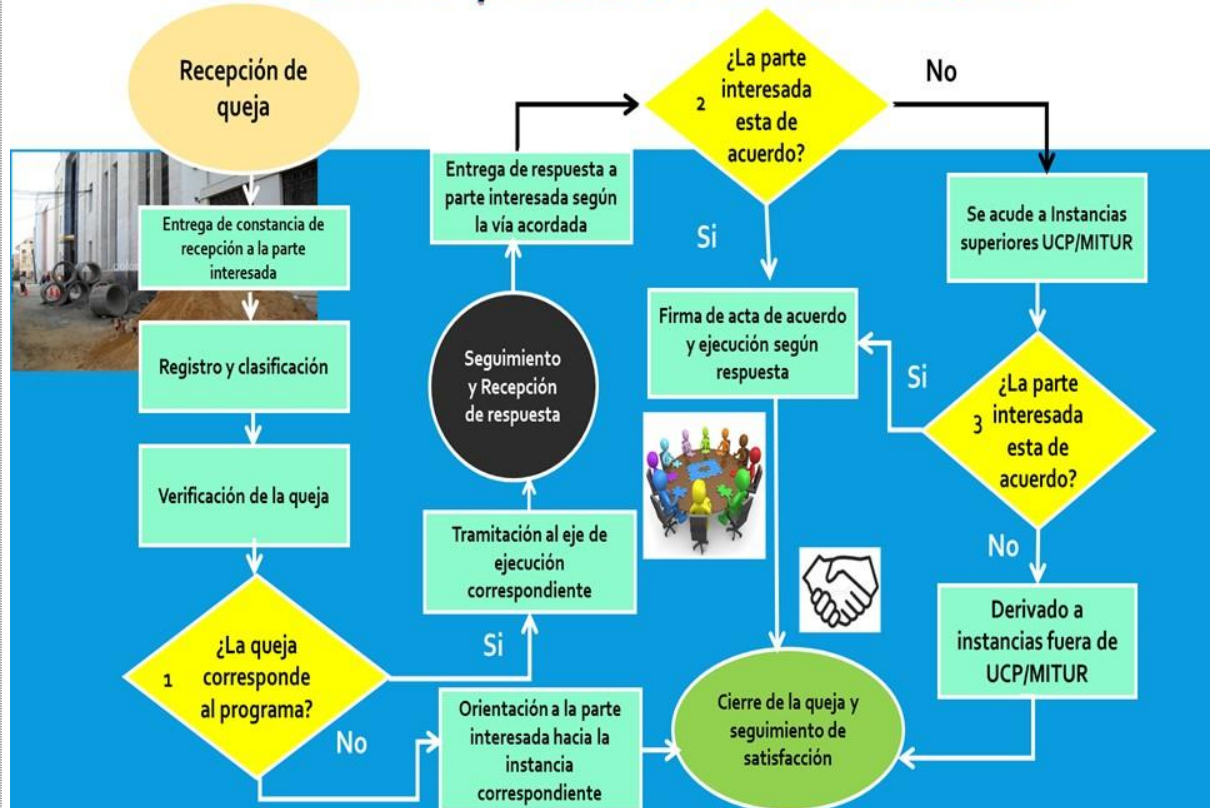 Recepción de
queja
Entrega de constancia de
recepción a la parte
interesada
Registro y clasificación
Verificación de la queja
1
¿La queja
corresponde
al programa?
No
Si
Orientación a la parte
interesada hacia la
instancia
correspondiente
Tramitación al eje de
ejecución
correspondiente
Seguimiento
y Recepción
de respuesta
Entrega de respuesta a
parte interesada según
la vía acordada
2
¿La parte
interesada
esta de
acuerdo?
No
Si
Firma de acta de acuerdo
y ejecución según
respuesta
Se acude a Instancias
superiores UCP/MITUR
3
¿La parte
interesada
esta de
acuerdo?
Si
No
Derivado a
instancias fuera de
UCP/MITUR
Cierre de la queja y
seguimiento de
satisfacción